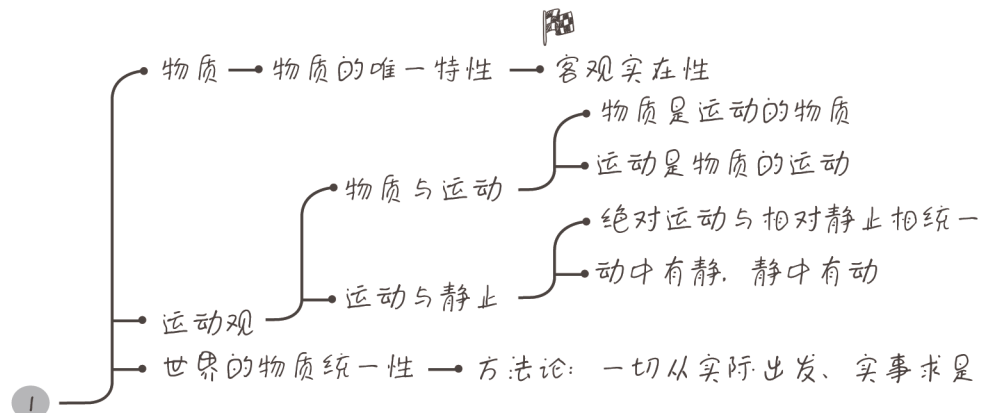 物质 物质的唯一特性 客观实在性
物质是运动的物质
运动是物质的运动
物质与运动
绝对运动与相对静止相统一
动中有静，静中有动
运动与静止
运动观
世界的物质统一性 方法论：一切从实际出发、实事求是
1